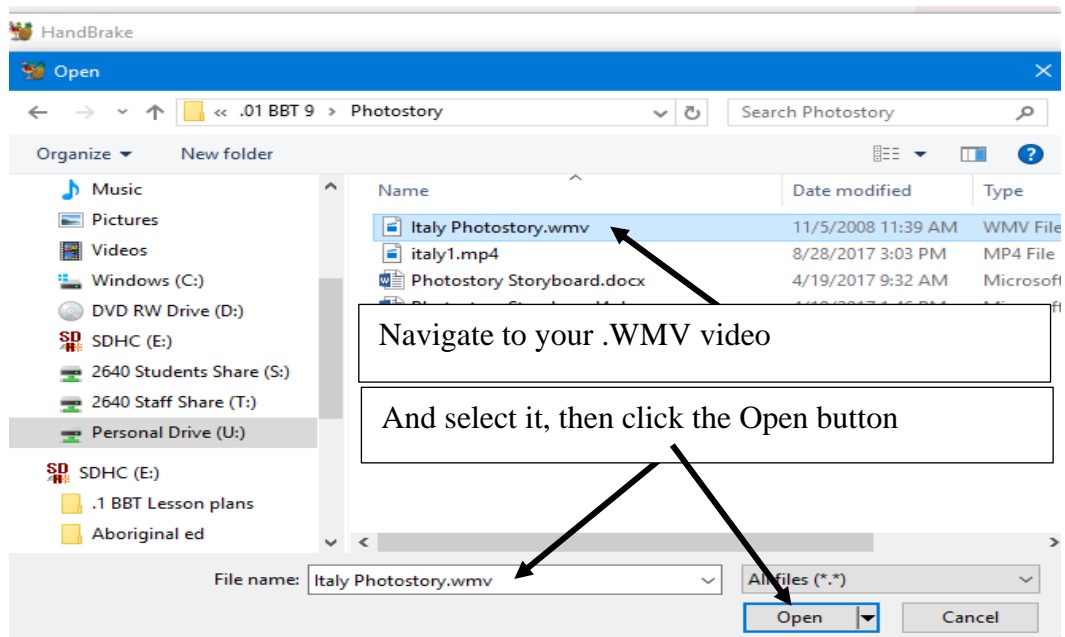 HandBrake
Open
« .01 BBT 9 > Photostory
Search Photostory
Organize
New folder
Name
Date modified
Type
Music
Pictures
Videos
Windows (C:)
DVD RW Drive (D:)
SDHC (E:)
2640 Students Share (S:)
2640 Staff Share (T:)
Personal Drive (U:)
SDHC (E:)
.1 BBT Lesson plans
Aboriginal ed
Italy Photostory.wmv 11/5/2008 11:39 AM WMV File
italy1.mp4 8/28/2017 3:03 PM MP4 File
Photostory Storyboard.docx 4/19/2017 9:32 AM Microsoft
Navigate to your .WMV video
And select it, then click the Open button
File name: Italy Photostory.wmv
All files (*.*)
Open
Cancel